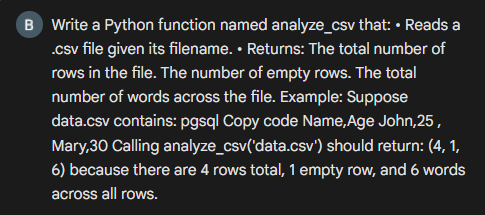 B Write a Python function named analyze_csv that: • Reads a
.csv file given its filename. • Returns: The total number of
rows in the file. The number of empty rows. The total
number of words across the file. Example: Suppose
data.csv contains: pgsql Copy code Name,Age John,25 ,
Mary,30 Calling analyze_csv('data.csv') should return: (4, 1,
6) because there are 4 rows total, 1 empty row, and 6 words
across all rows.